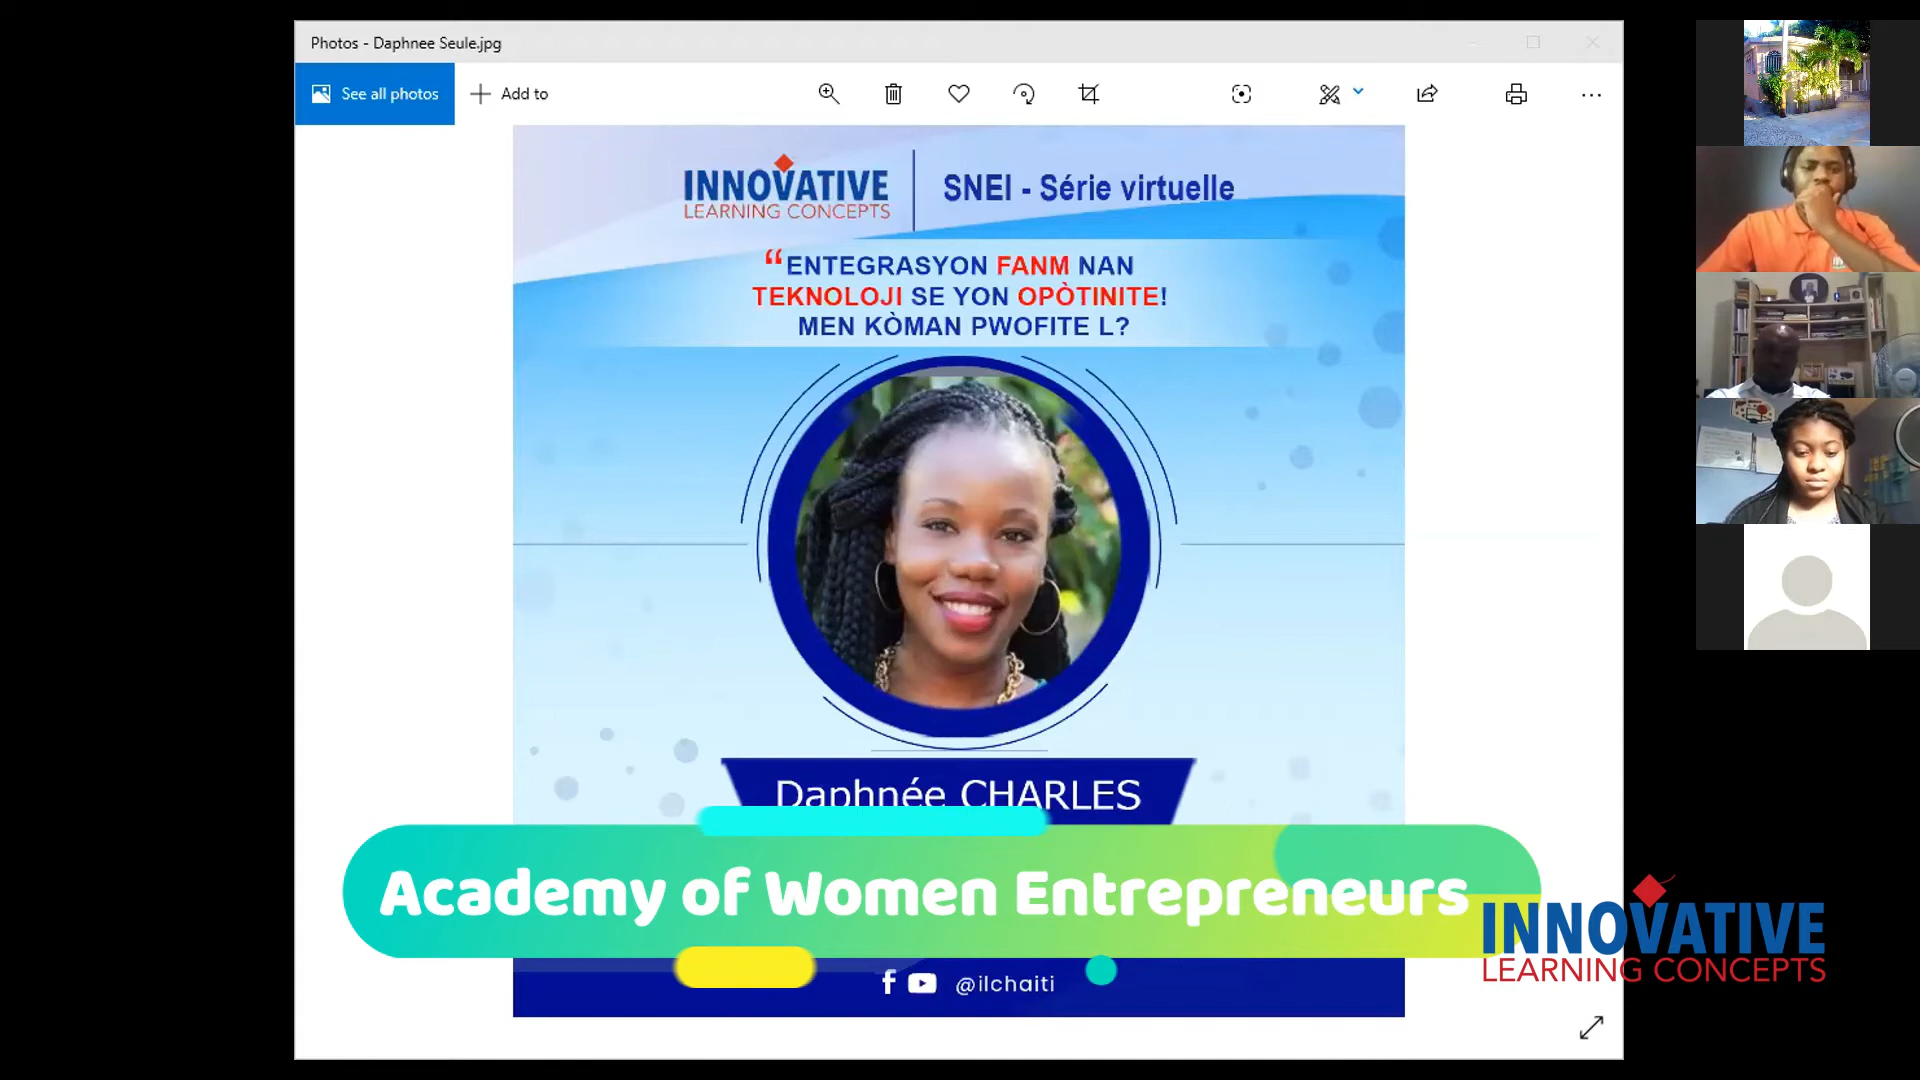 Photos - Daphnee Seule.jpg
See all photos
Add to
INNOVATIVE
LEARNING CONCEPTS
SNEI - Série virtuelle
“ENTEGRASYON FANM NAN
TEKNOLOJI SE YON OPÒTINITE!
MEN KÒMAN PWOFITE L?
Daphnée CHARLES
Academy of Women Entrepreneurs
INNOVATIVE
LEARNING CONCEPTS
@ilchaiti